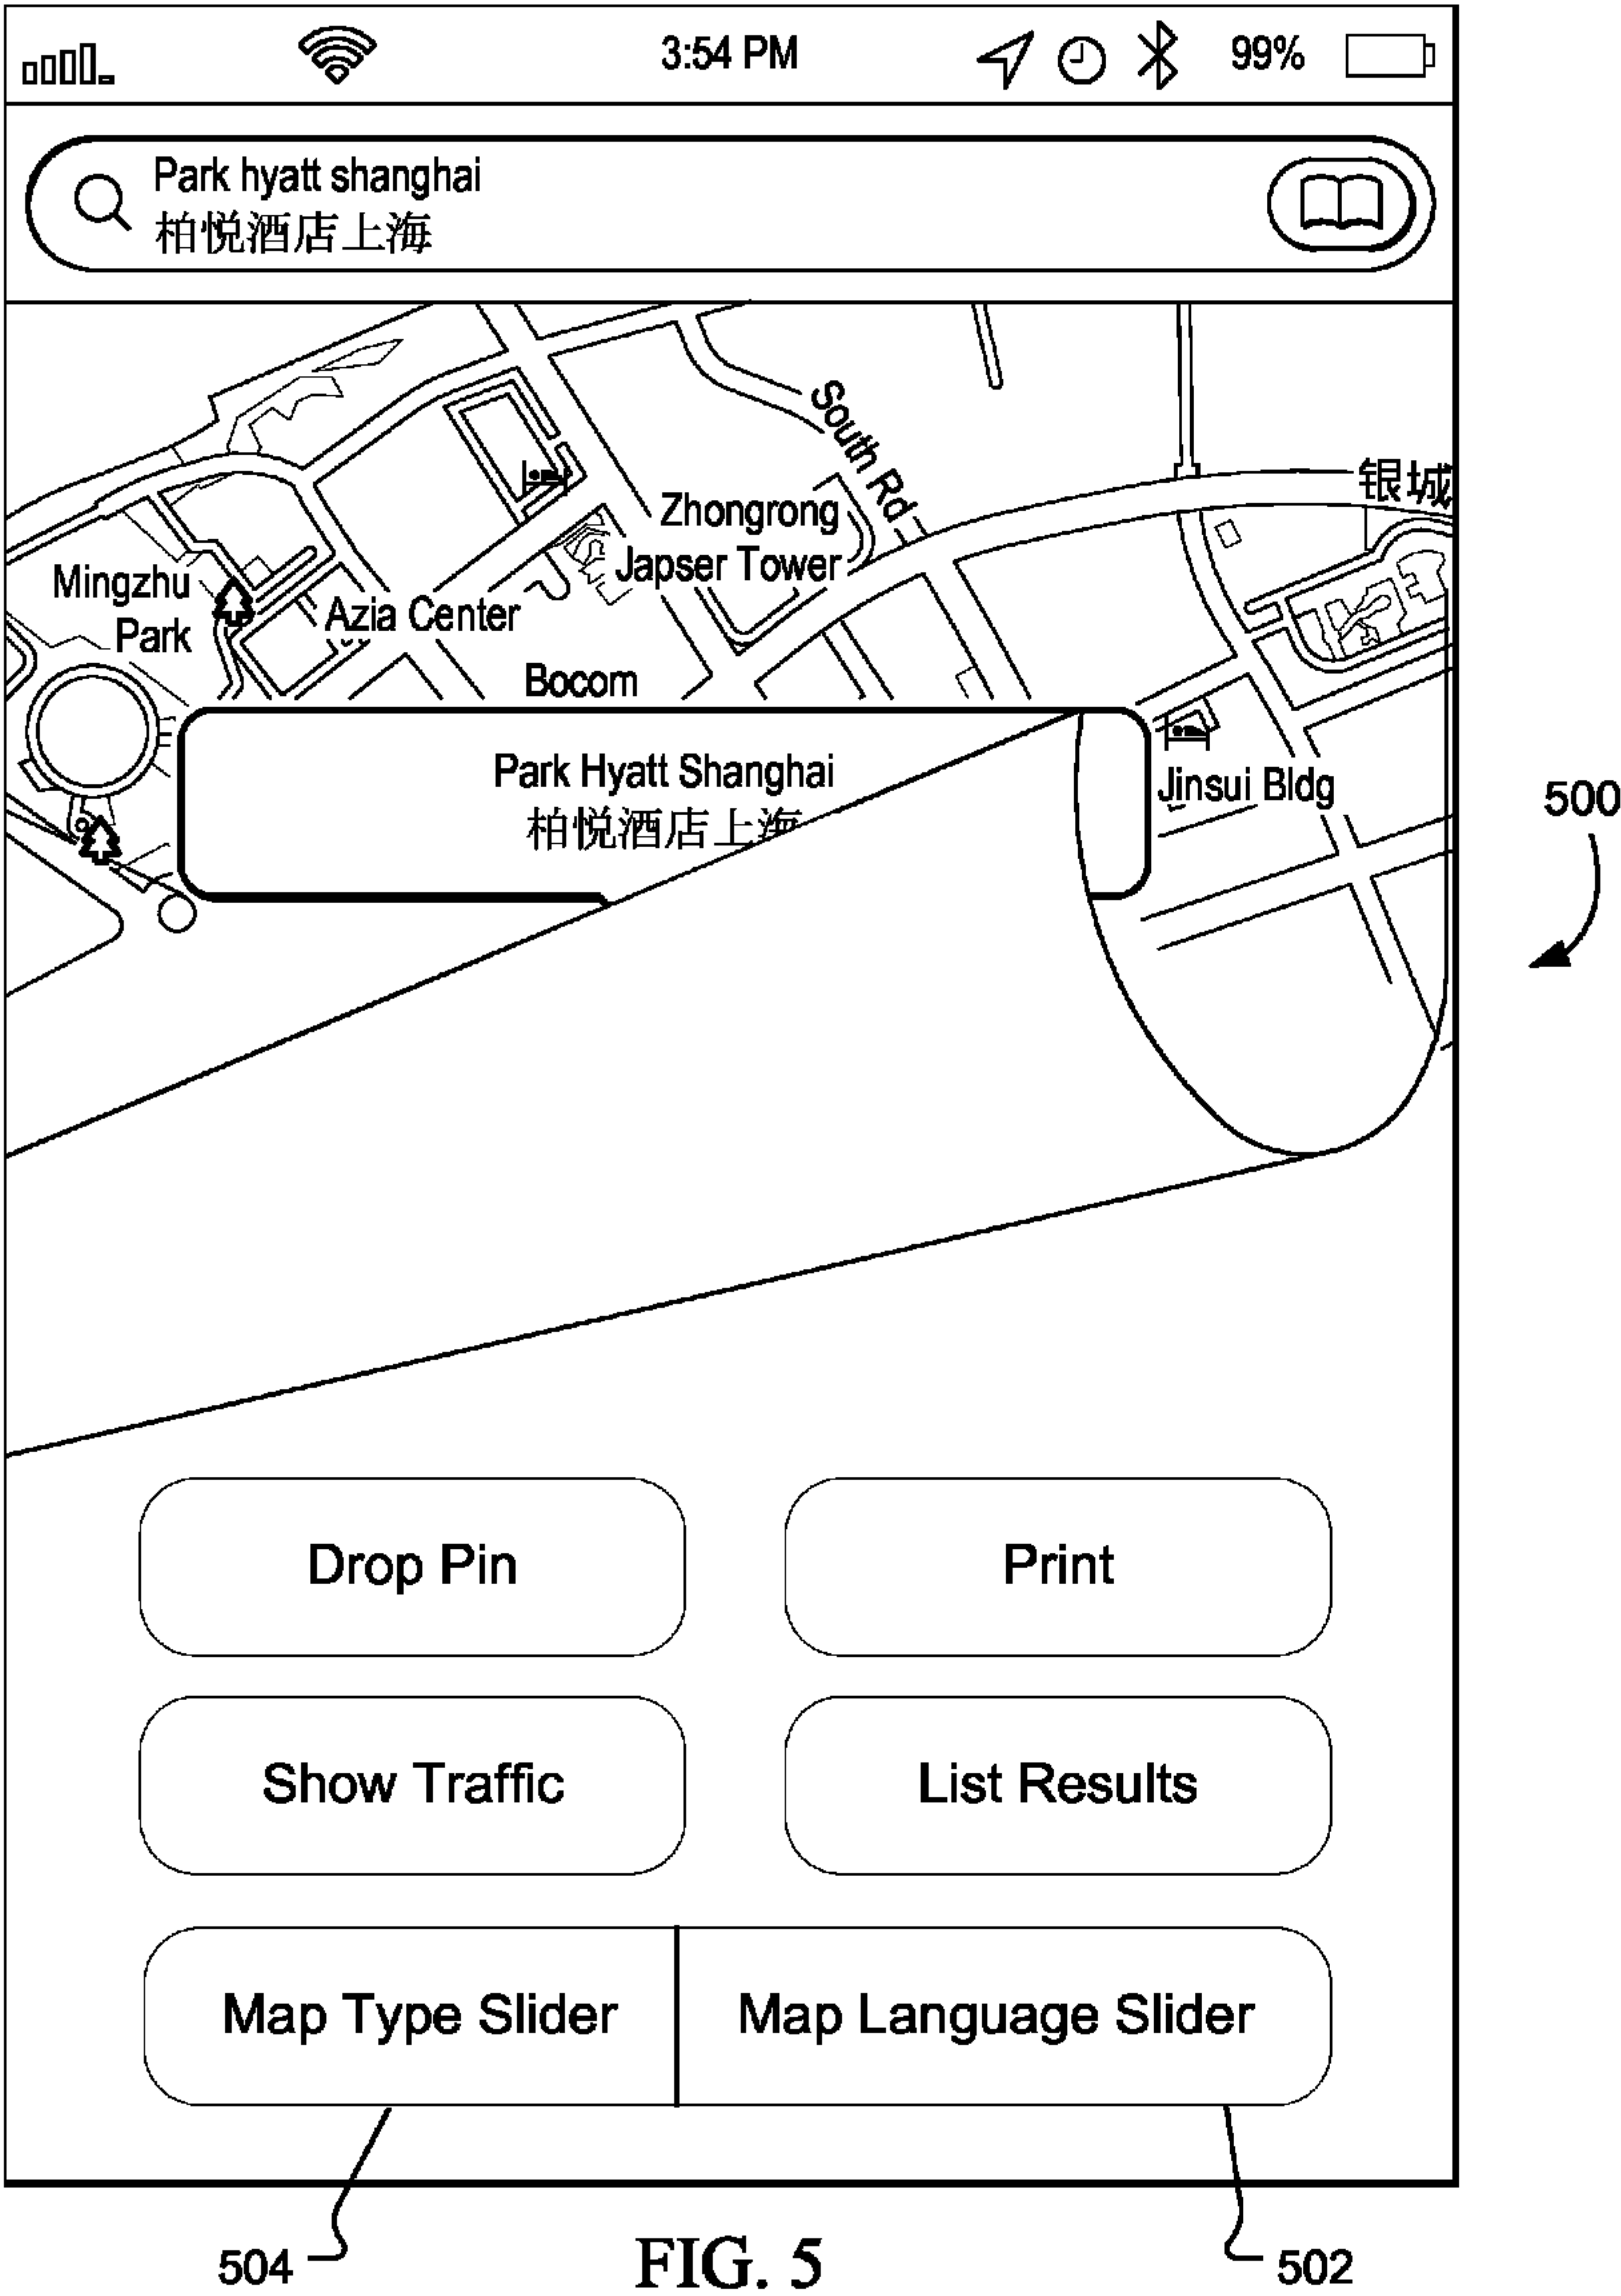 3:54 PM 99%
Park hyatt shanghai
柏悦酒店上海
South Rd
银城
Zhongrong
Japser Tower
Mingzhu
Park
Azia Center
Bocom
Park Hyatt Shanghai
柏悦酒店上海
Jinsui Bldg
500
Drop Pin
Print
Show Traffic
List Results
Map Type Slider
Map Language Slider
504
FIG. 5
502